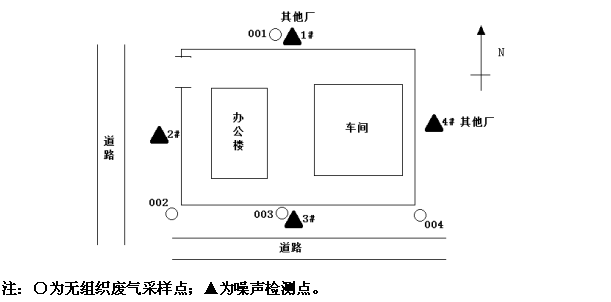 其他厂
001
1#
N
办公楼
车间
道路
2#
4# 其他厂
002
003
3#
004
道路
注：○为无组织废气采样点；▲为噪声检测点。